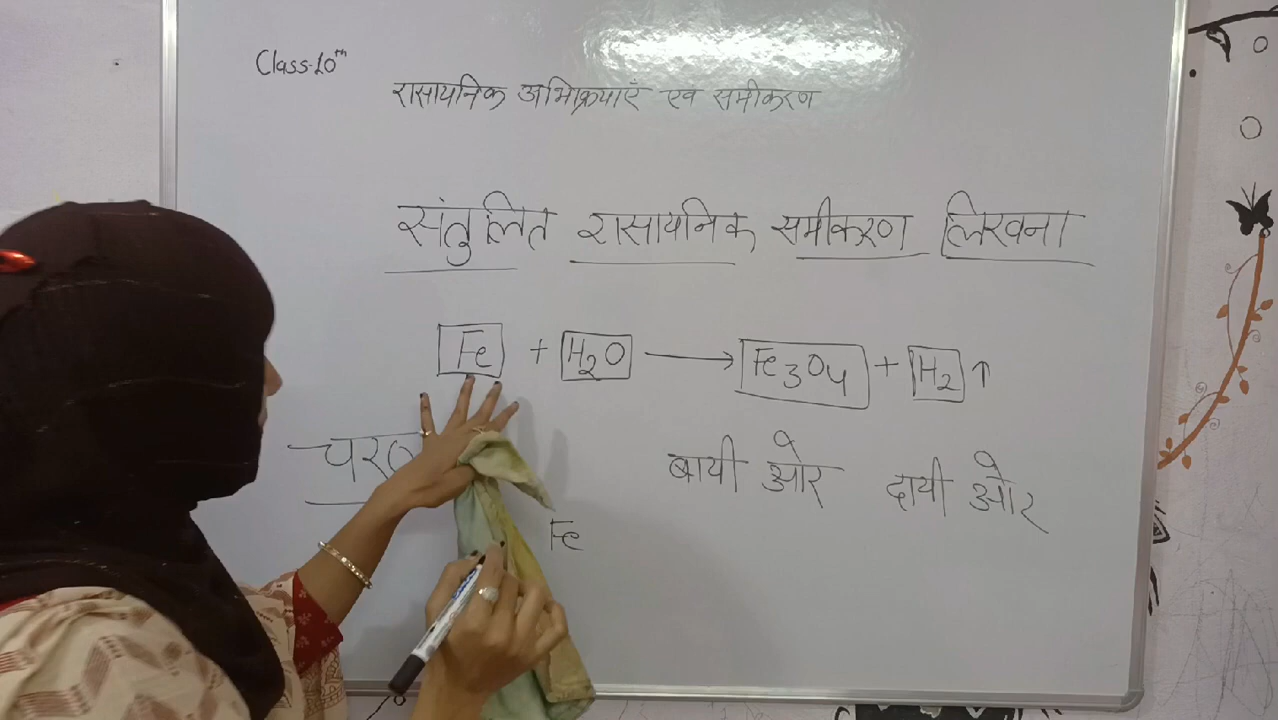 Class-10th
रासायनिक अभिक्रियाएँ एवं समीकरण
संतुलित रासायनिक समीकरण लिखना
Fe + H2O → Fe3O4 + H2↑
बायी ओर दायी ओर
Fe